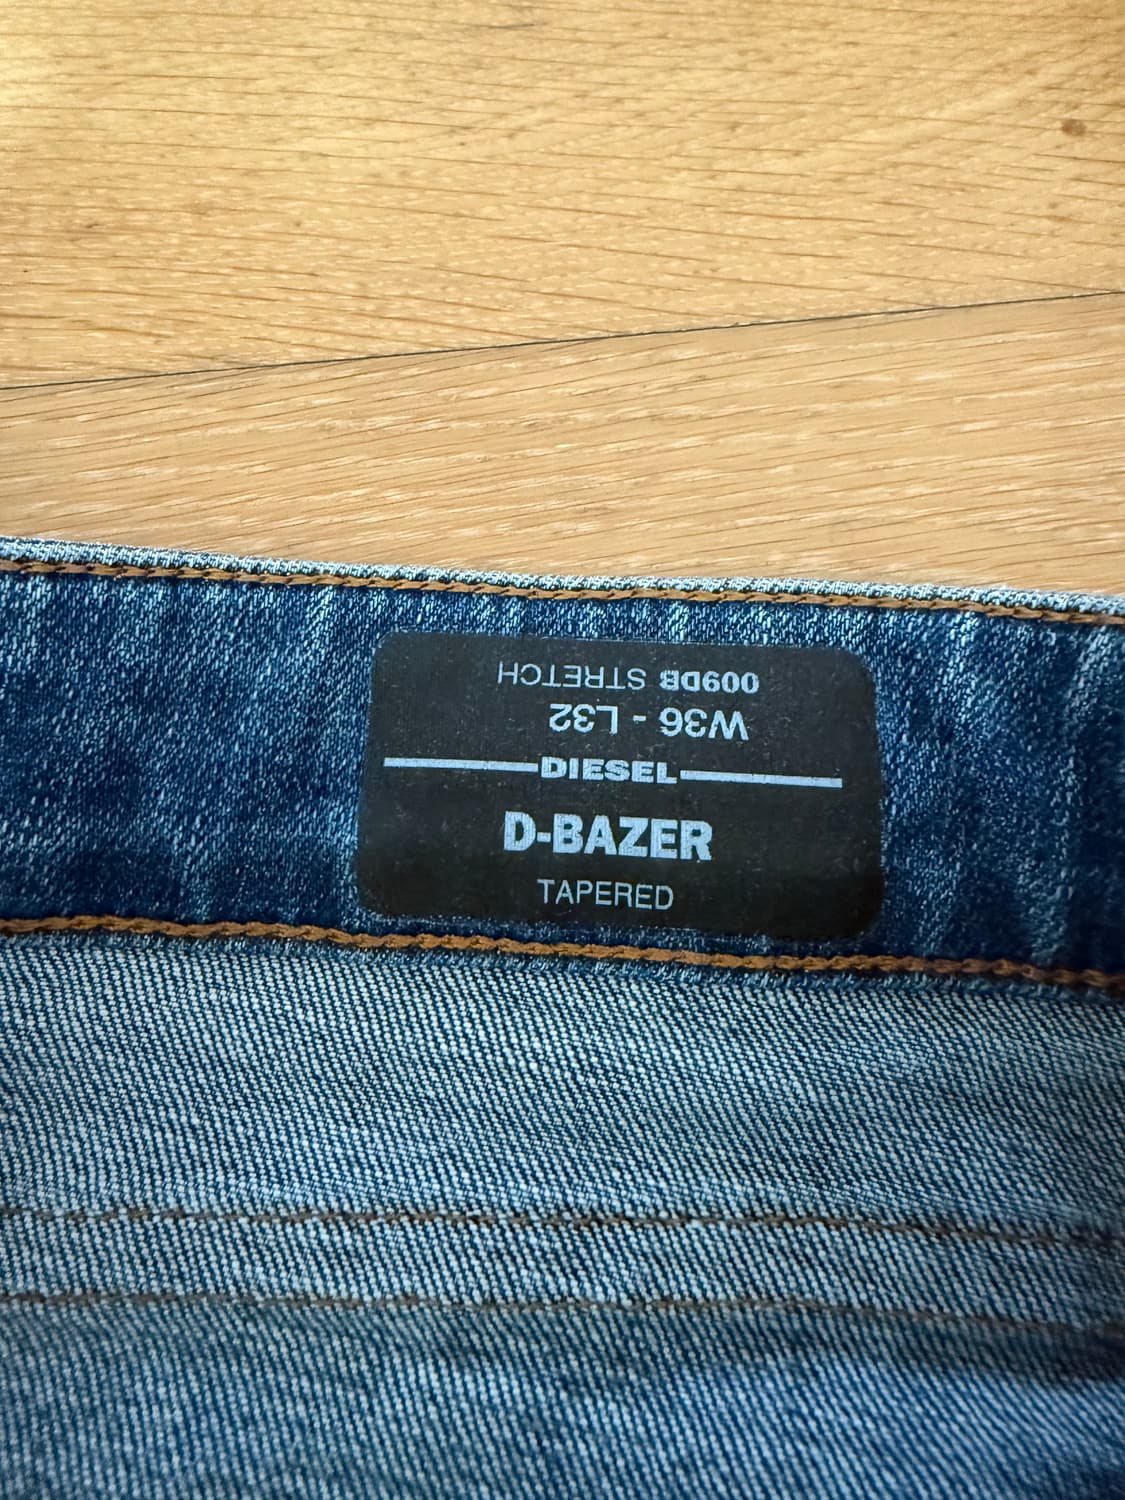 009DB STRETCH
W36 - L32
DIESEL
D-BAZER
TAPERED